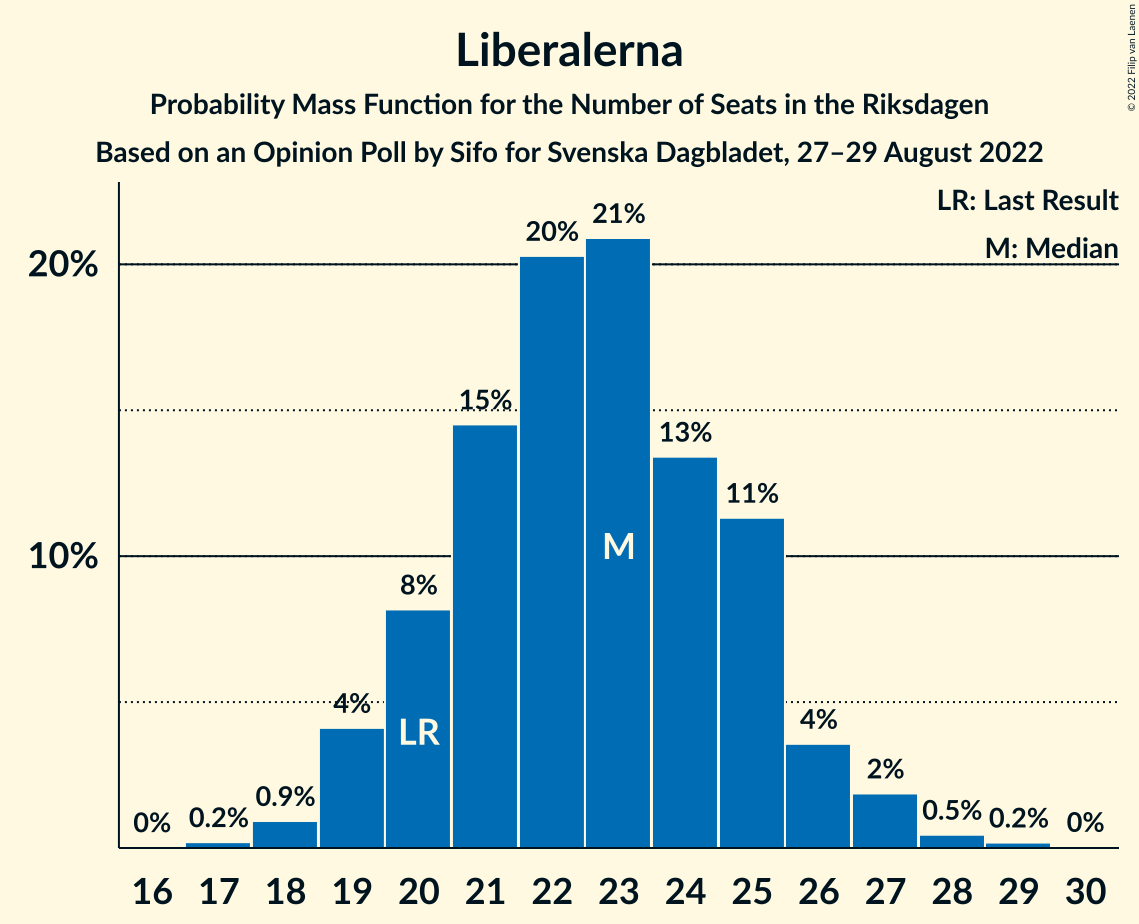 Liberalerna
Probability Mass Function for the Number of Seats in the Riksdagen
Based on an Opinion Poll by Sifo for Svenska Dagbladet, 27–29 August 2022
© 2022 Filip van Laenen
LR: Last Result
M: Median
20%
10%
0%
0.2%
0.9%
4%
8%
15%
20%
21%
13%
11%
4%
2%
0.5%
0.2%
0%
LR
M
16 17 18 19 20 21 22 23 24 25 26 27 28 29 30